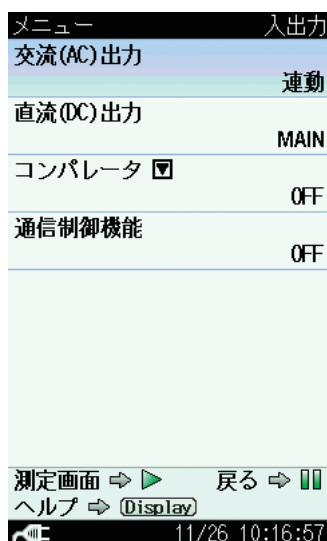 メニュー 入出力
交流(AC)出力
連動
直流(DC)出力
MAIN
コンパレータ ▼
OFF
通信制御機能
OFF
測定画面 ⇨ ▷ 戻る ⇨ ▯▯
ヘルプ ⇨ Display
11/26 10:16:57